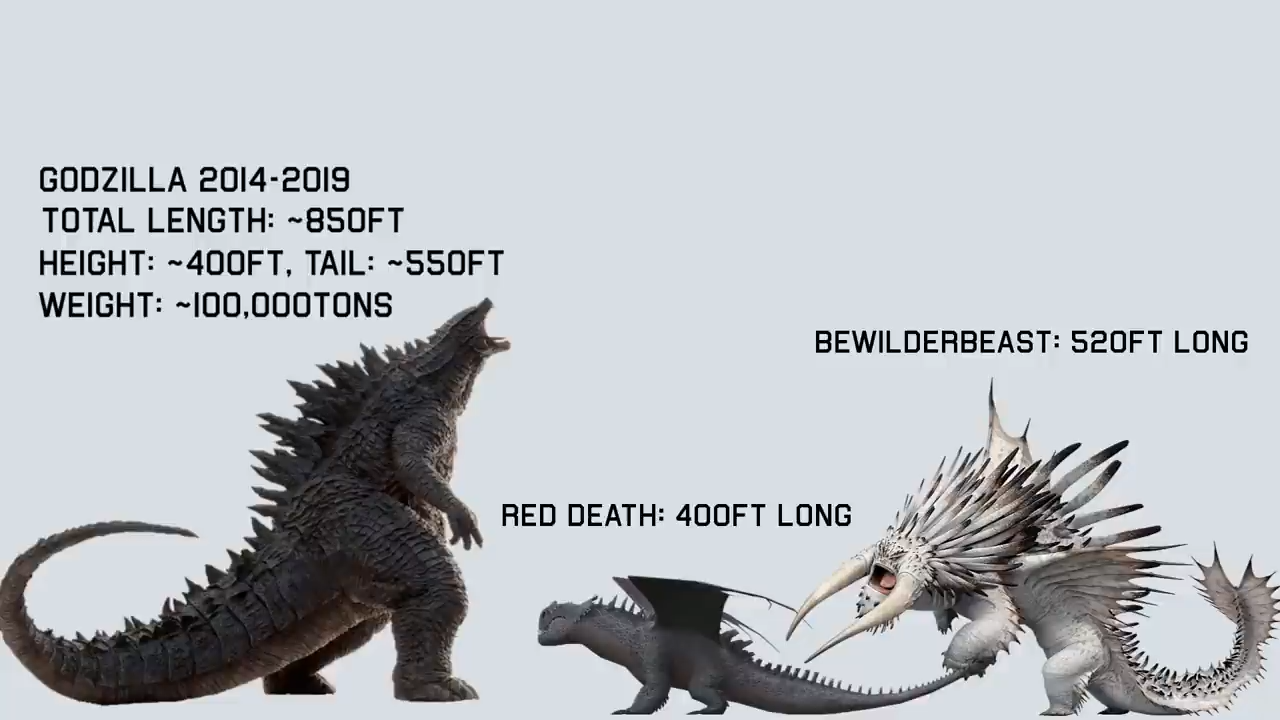 GODZILLA 2014-2019
TOTAL LENGTH: ~850FT
HEIGHT: ~400FT, TAIL: ~550FT
WEIGHT: ~100,000TONS
BEWILDERBEAST: 520FT LONG
RED DEATH: 400FT LONG